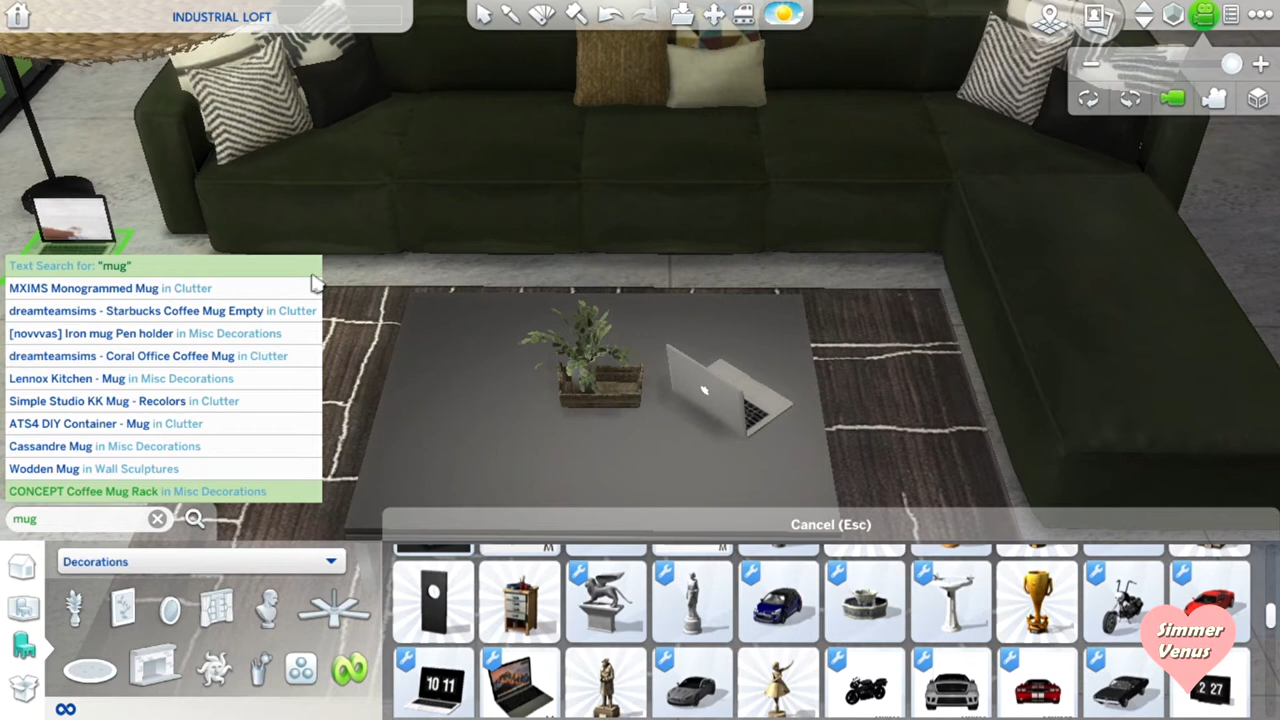 INDUSTRIAL LOFT
Text Search for: "mug"
MXIMS Monogrammed Mug in Clutter
dreamteamsims - Starbucks Coffee Mug Empty in Clutter
[novvvas] Iron mug Pen holder in Misc Decorations
dreamteamsims - Coral Office Coffee Mug in Clutter
Lennox Kitchen - Mug in Misc Decorations
Simple Studio KK Mug - Recolors in Clutter
ATS4 DIY Container - Mug in Clutter
Cassandre Mug in Misc Decorations
Wodden Mug in Wall Sculptures
CONCEPT Coffee Mug Rack in Misc Decorations
mug
Cancel (Esc)
Decorations
10 11
2 27
Simmer
Venus